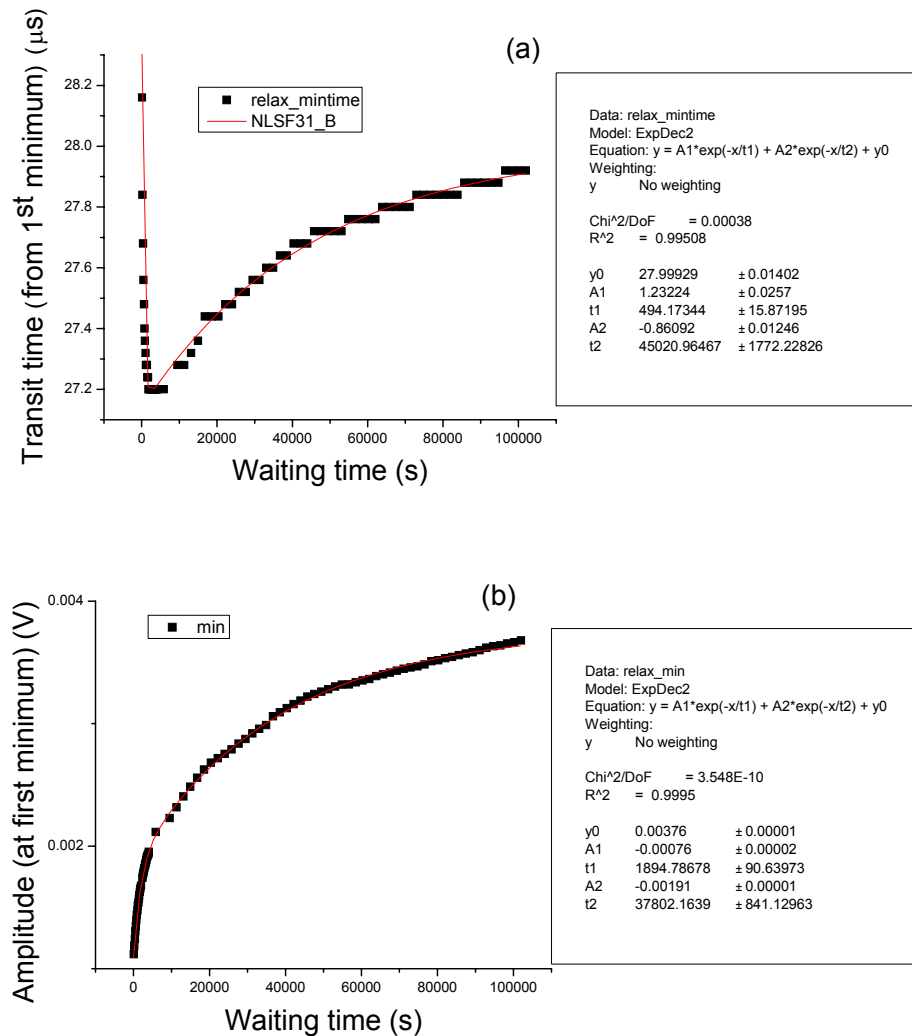 (a)
Transit time (from 1st minimum) (μs)
28.2
28.0
27.8
27.6
27.4
27.2
0 20000 40000 60000 80000 100000
Waiting time (s)
relax_mintime
NLSF31_B
Data: relax_mintime
Model: ExpDec2
Equation: y = A1*exp(-x/t1) + A2*exp(-x/t2) + y0
Weighting:
y No weighting
Chi^2/DoF = 0.00038
R^2 = 0.99508
y0 27.99929 ± 0.01402
A1 1.23224 ± 0.0257
t1 494.17344 ± 15.87195
A2 -0.86092 ± 0.01246
t2 45020.96467 ± 1772.22826
(b)
Amplitude (at first minimum) (V)
0.004
0.002
0 20000 40000 60000 80000 100000
Waiting time (s)
min
Data: relax_min
Model: ExpDec2
Equation: y = A1*exp(-x/t1) + A2*exp(-x/t2) + y0
Weighting:
y No weighting
Chi^2/DoF = 3.548E-10
R^2 = 0.9995
y0 0.00376 ± 0.00001
A1 -0.00076 ± 0.00002
t1 1894.78678 ± 90.63973
A2 -0.00191 ± 0.00001
t2 37802.1639 ± 841.12963